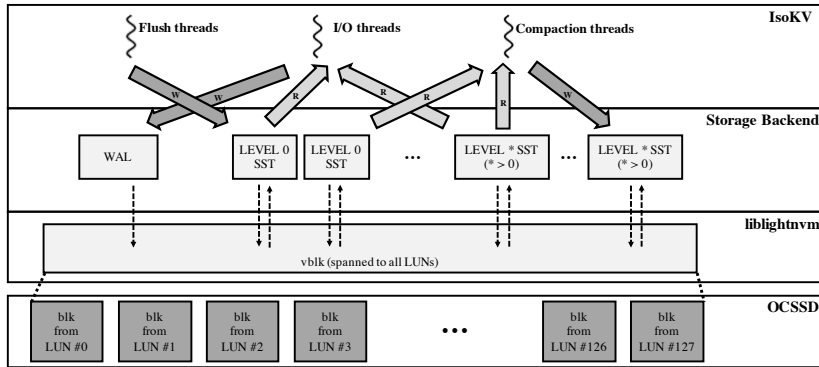 IsoKV
Flush threads
I/O threads
Compaction threads
W
W
R
R
R
R
W
Storage Backend
WAL
LEVEL 0
SST
LEVEL 0
SST
...
LEVEL * SST
(* > 0)
...
LEVEL * SST
(* > 0)
liblightnvm
vblk (spanned to all LUNs)
OCSSD
blk
from
LUN #0
blk
from
LUN #1
blk
from
LUN #2
blk
from
LUN #3
...
blk
from
LUN #126
blk
from
LUN #127